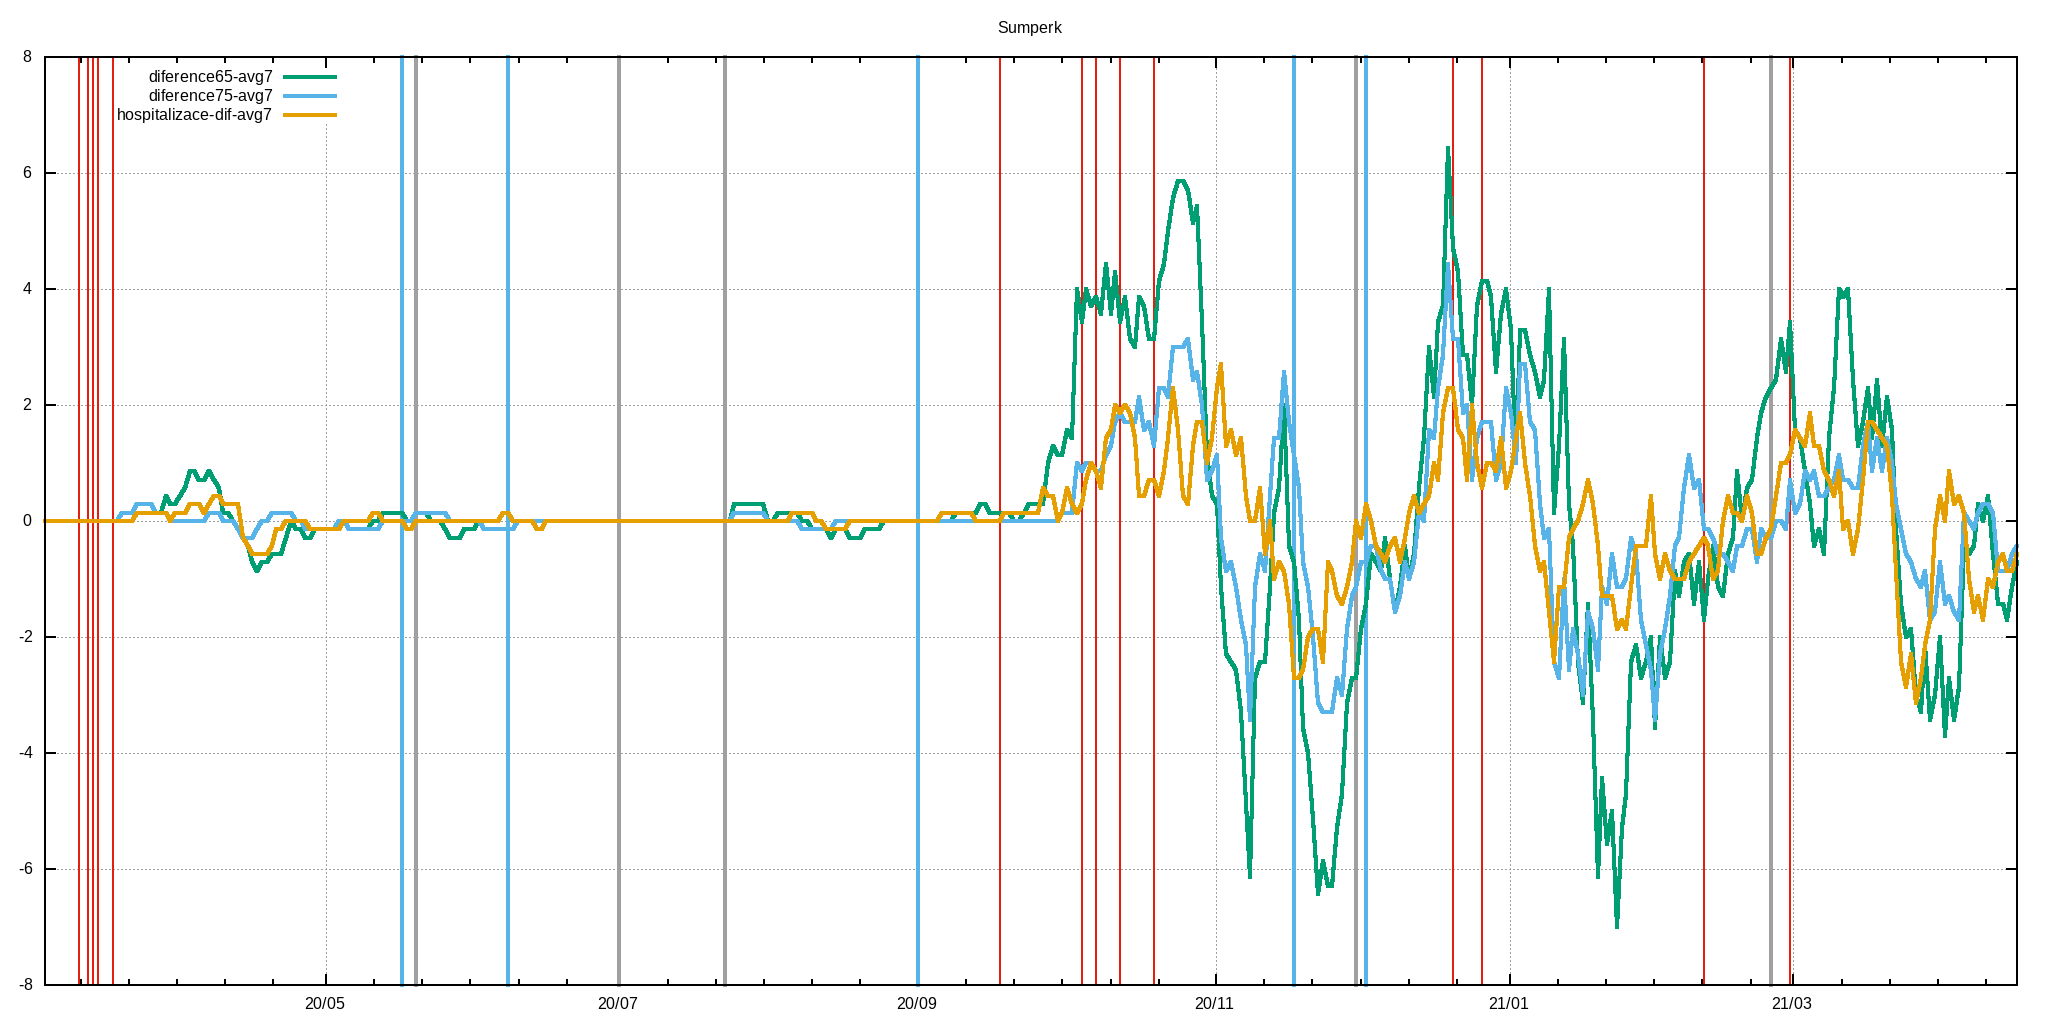 Sumperk
8
diference65-avg7
diference75-avg7
hospitalizace-dif-avg7
6
4
2
0
-2
-4
-6
-8
20/05 20/07 20/09 20/11 21/01 21/03